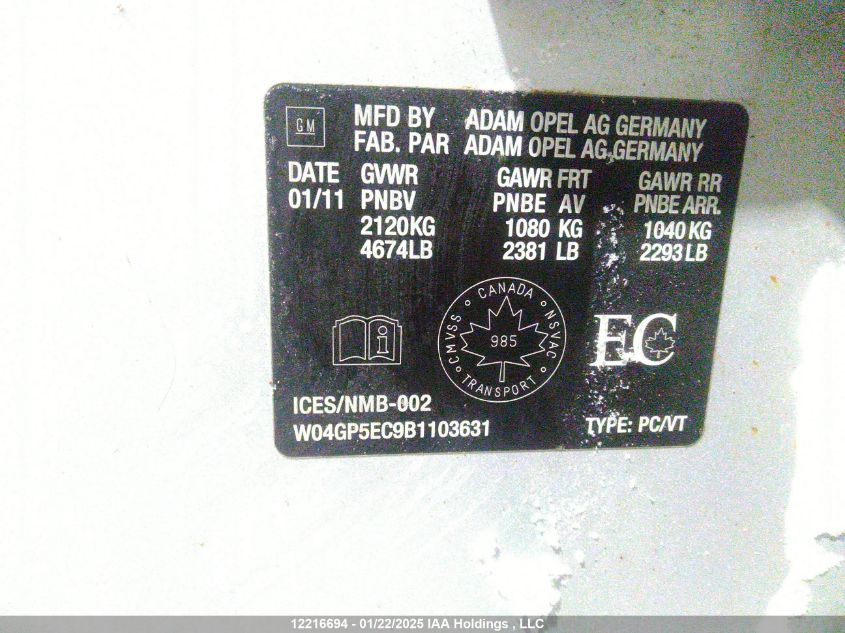 GM
MFD BY ADAM OPEL AG GERMANY
FAB. PAR ADAM OPEL AG,GERMANY
DATE GVWR GAWR FRT GAWR RR
01/11 PNBV PNBE AV PNBE ARR.
2120KG 1080 KG 1040 KG
4674LB 2381 LB 2293 LB
CANADA
CMVSS 985 NSVAC
TRANSPORT
i
EC
ICES/NMB-002
W04GP5EC9B1103631 TYPE: PC/VT
12216694 - 01/22/2025 IAA Holdings , LLC